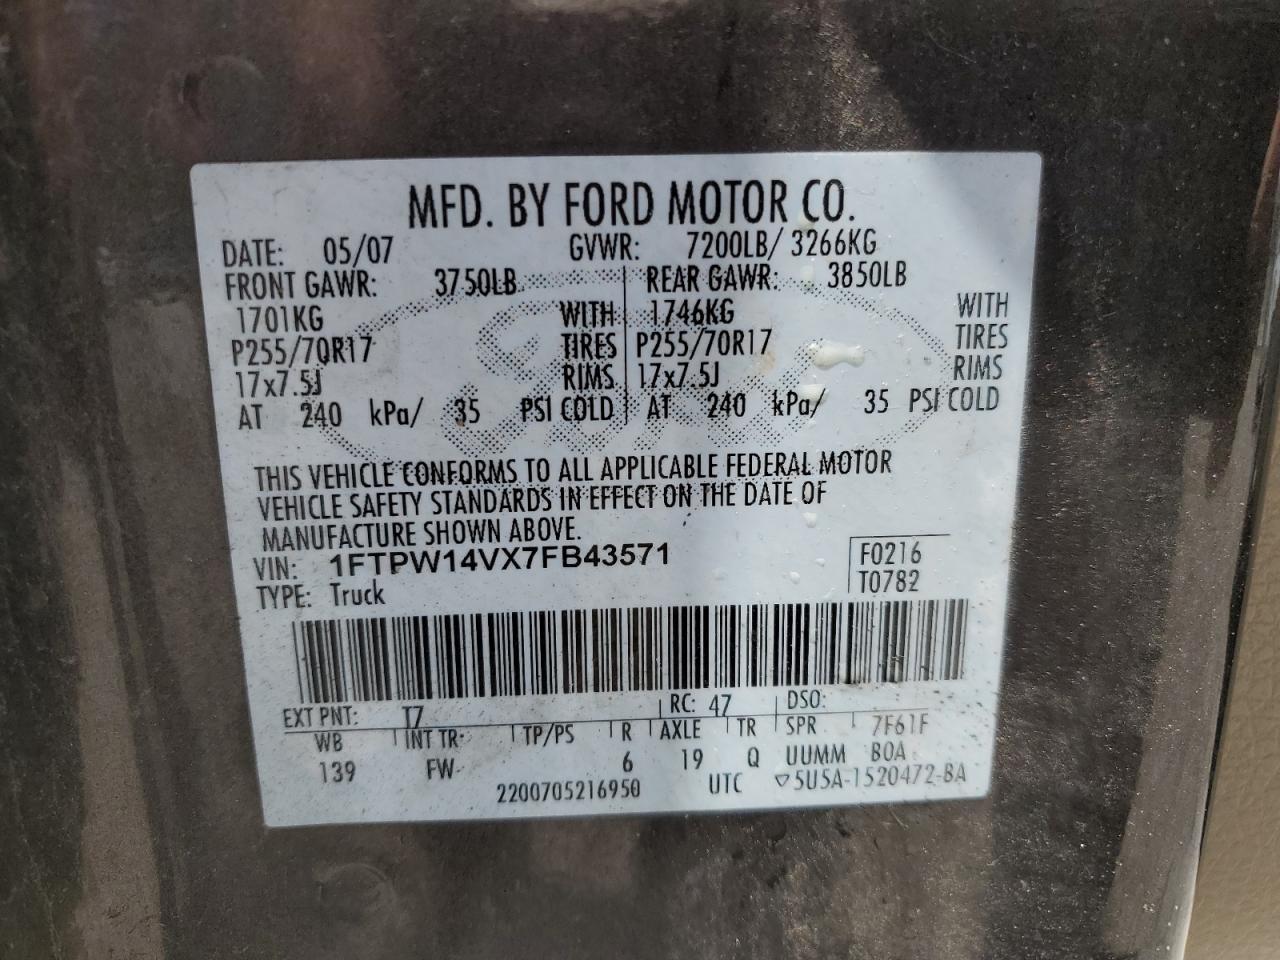 MFD. BY FORD MOTOR CO.
DATE: 05/07 GVWR: 7200LB/ 3266KG
FRONT GAWR: 3750LB REAR GAWR: 3850LB
1701KG WITH 1746KG WITH
P255/70R17 TIRES P255/70R17 TIRES
17x7.5J RIMS 17x7.5J RIMS
AT 240 kPa/ 35 PSI COLD AT 240 kPa/ 35 PSI COLD
THIS VEHICLE CONFORMS TO ALL APPLICABLE FEDERAL MOTOR
VEHICLE SAFETY STANDARDS IN EFFECT ON THE DATE OF
MANUFACTURE SHOWN ABOVE.
VIN: 1FTPW14VX7FB43571 F0216
TYPE: Truck T0782
EXT PNT: T7 RC: 47 DSO:
WB INT TR: TP/PS R AXLE TR SPR 7F61F
139 FW 6 19 Q UUMM BOA
2200705216950 UTC ▽5U5A-1520472-BA